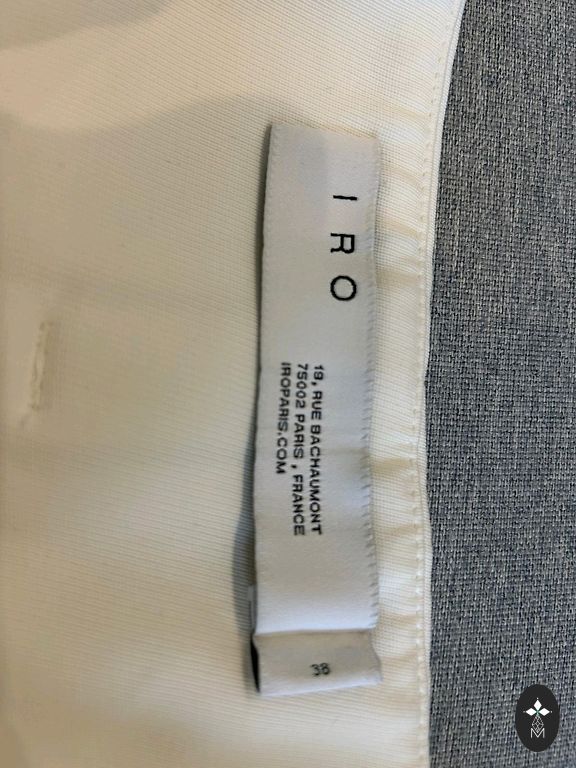 IRO
19, RUE BACHAUMONT
75002 PARIS , FRANCE
IROPARIS.COM
38
M